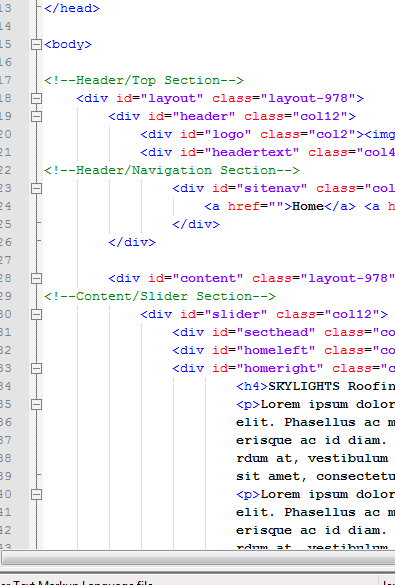 13 </head>
14
15 <body>
16
17 <!--Header/Top Section-->
18 <div id="layout" class="layout-978">
19 <div id="header" class="col12">
20 <div id="logo" class="col2"><img
21 <div id="headertext" class="col4
22 <!--Header/Navigation Section-->
23 <div id="sitenav" class="col
24 <a href="">Home</a> <a h
25 </div>
26 </div>
27
28 <div id="content" class="layout-978"
29 <!--Content/Slider Section-->
30 <div id="slider" class="col12">
31 <div id="secthead" class="co
32 <div id="homeleft" class="co
33 <div id="homeright" class="c
34 <h4>SKYLIGHTS Roofin
35 <p>Lorem ipsum dolor
36 elit. Phasellus ac m
37 erisque ac id diam.
38 rdum at, vestibulum
39 sit amet, consectetu
40 <p>Lorem ipsum dolor
41 elit. Phasellus ac m
42 erisque ac id diam.
43 rdum at, vestibulum
er Text Markup Language file